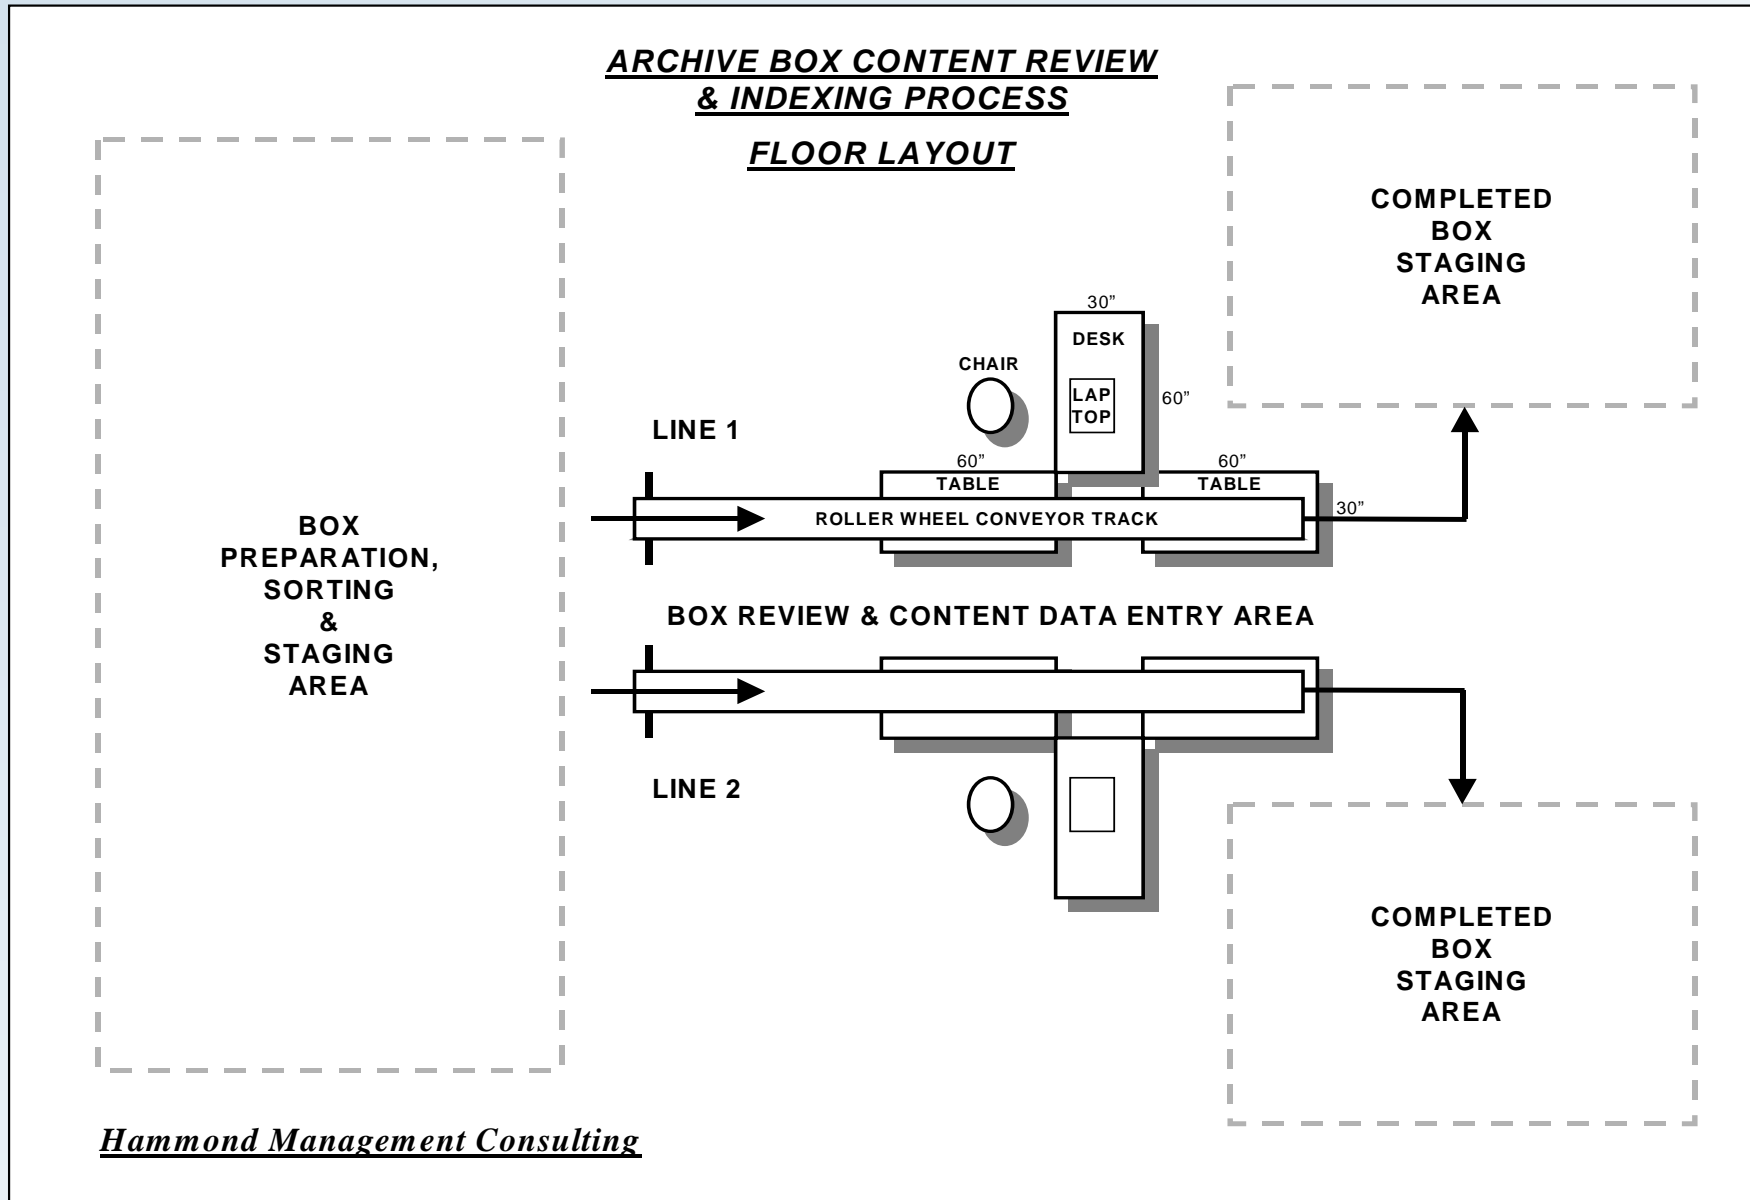 ARCHIVE BOX CONTENT REVIEW
& INDEXING PROCESS
FLOOR LAYOUT
BOX
PREPARATION,
SORTING
&
STAGING
AREA
LINE 1
CHAIR
30”
DESK
LAP
TOP
60”
60”
TABLE
60”
TABLE
ROLLER WHEEL CONVEYOR TRACK
30”
COMPLETED
BOX
STAGING
AREA
BOX REVIEW & CONTENT DATA ENTRY AREA
LINE 2
COMPLETED
BOX
STAGING
AREA
Hammond Management Consulting